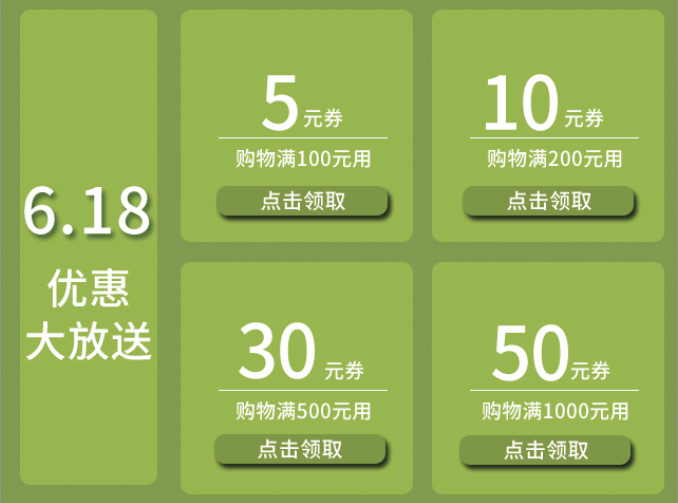 6.18
优惠
大放送
5元券
购物满100元用
点击领取
10元券
购物满200元用
点击领取
30元券
购物满500元用
点击领取
50元券
购物满1000元用
点击领取